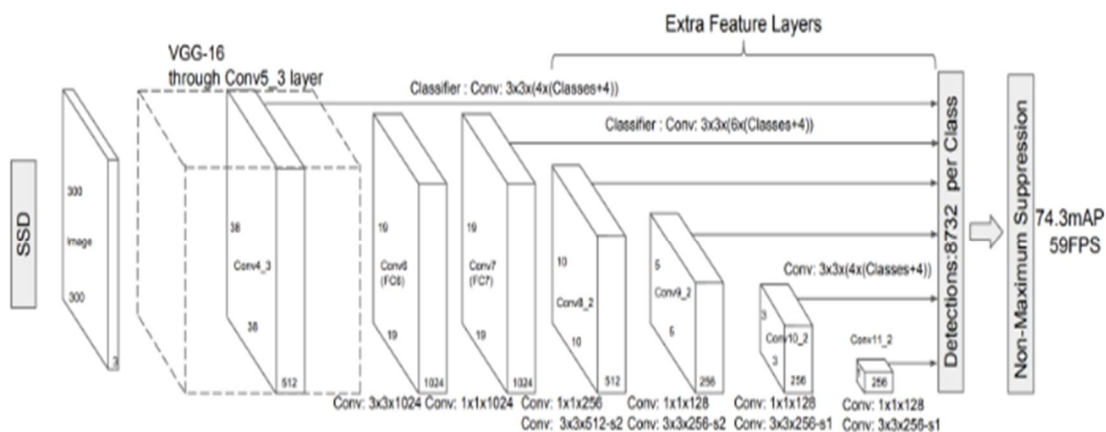 Extra Feature Layers
VGG-16
through Conv5_3 layer
Classifier : Conv: 3x3x(4x(Classes+4))
Classifier : Conv: 3x3x(6x(Classes+4))
SSD
300
Image
300
3
38
Conv4_3
38
512
19
Conv6
(FC6)
19
1024
19
Conv7
(FC7)
19
1024
10
Conv8_2
10
512
5
Conv9_2
5
256
Conv: 3x3x(4x(Classes+4))
3
Conv10_2
3
256
Conv11_2
256
Detections:8732 per Class
Non-Maximum Suppression
74.3mAP
59FPS
Conv: 3x3x1024 Conv: 1x1x1024 Conv: 1x1x256 Conv: 1x1x128 Conv: 1x1x128 Conv: 1x1x128
Conv: 3x3x512-s2 Conv: 3x3x256-s2 Conv: 3x3x256-s1 Conv: 3x3x256-s1